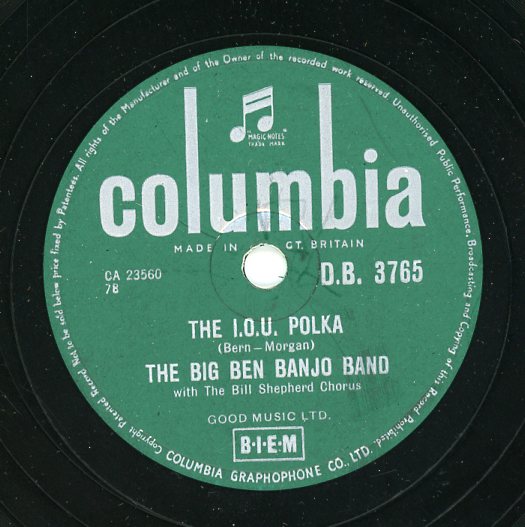 All rights of the Manufacturer and of the Owner of the recorded work reserved. Unauthorised Public Performance, Broadcasting and Copying of this Record Prohibited.
"MAGIC NOTES"
TRADE MARK
columbia
MADE IN GT. BRITAIN
CA 23560
78
D.B. 3765
THE I.O.U. POLKA
(Bern – Morgan)
THE BIG BEN BANJO BAND
with The Bill Shepherd Chorus
GOOD MUSIC LTD.
B·I·E·M
Copyright Patented Record Not to be sold below price fixed by Patentees.
COLUMBIA GRAPHOPHONE CO., LTD.